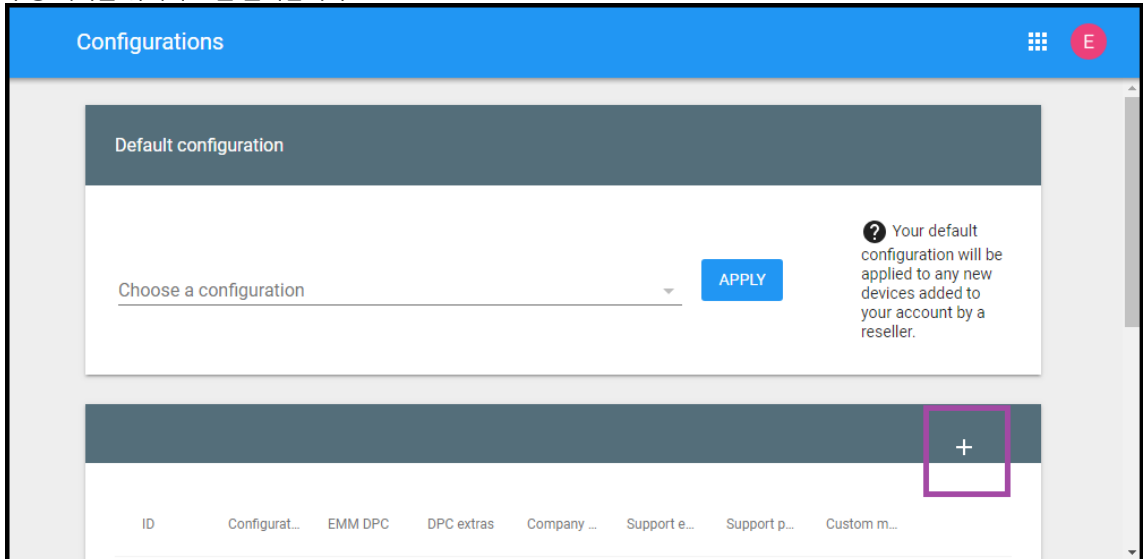 Configurations
E
Default configuration
Choose a configuration
APPLY
? Your default
configuration will be
applied to any new
devices added to
your account by a
reseller.
+
ID Configurat... EMM DPC DPC extras Company ... Support e... Support p... Custom m...